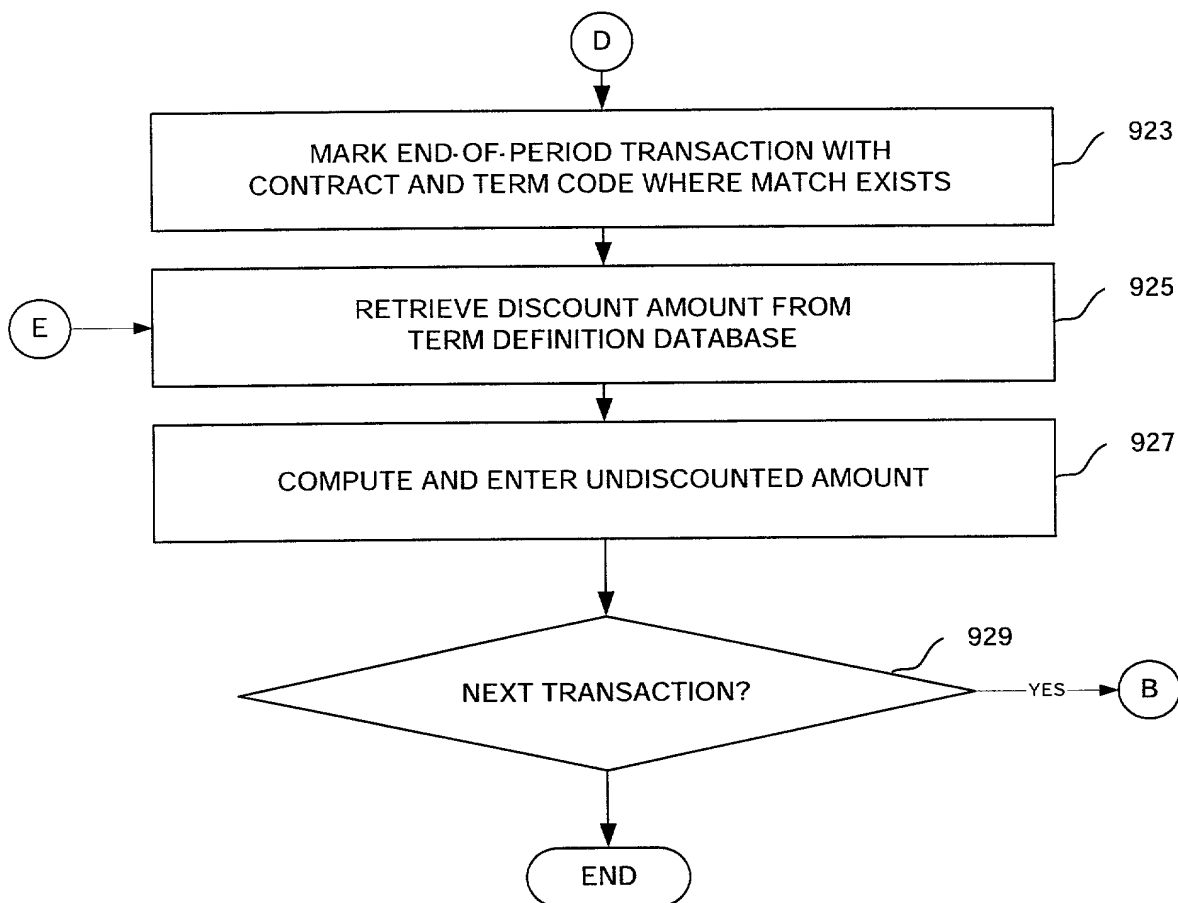 D
MARK END-OF-PERIOD TRANSACTION WITH
CONTRACT AND TERM CODE WHERE MATCH EXISTS
923
E
RETRIEVE DISCOUNT AMOUNT FROM
TERM DEFINITION DATABASE
925
COMPUTE AND ENTER UNDISCOUNTED AMOUNT
927
NEXT TRANSACTION?
929
YES
B
END